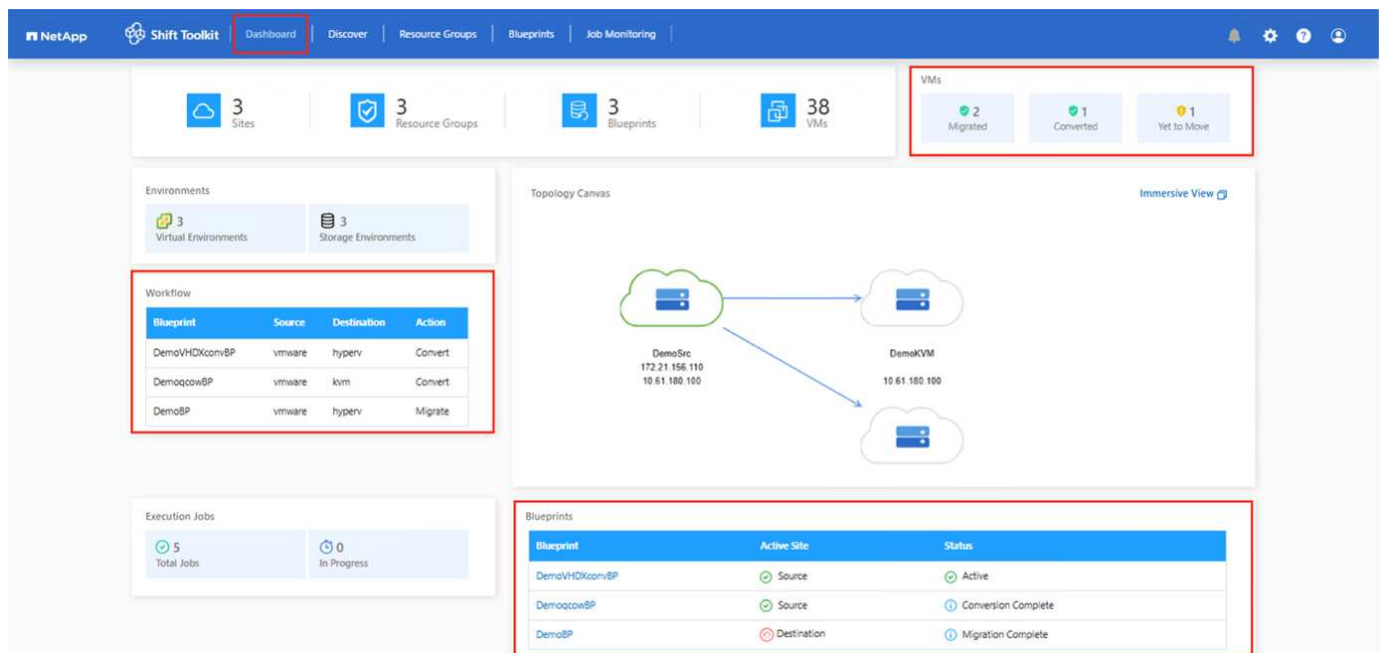 NetApp Shift Toolkit Dashboard Discover Resource Groups Blueprints Job Monitoring
3
Sites
3
Resource Groups
3
Blueprints
38
VMs
VMs
2
Migrated
1
Converted
1
Yet to Move
Environments
3
Virtual Environments
3
Storage Environments
Topology Canvas
Immersive View
DemoSrc
172.21.156.110
10.61.180.100
DemoKVM
10.61.180.100
Workflow
Blueprint Source Destination Action
DemoVHDXconvBP vmware hyperv Convert
DemoqcowBP vmware kvm Convert
DemoBP vmware hyperv Migrate
Execution Jobs
5
Total Jobs
0
In Progress
Blueprints
Blueprint Active Site Status
DemoVHDXconvBP Source Active
DemoqcowBP Source Conversion Complete
DemoBP Destination Migration Complete